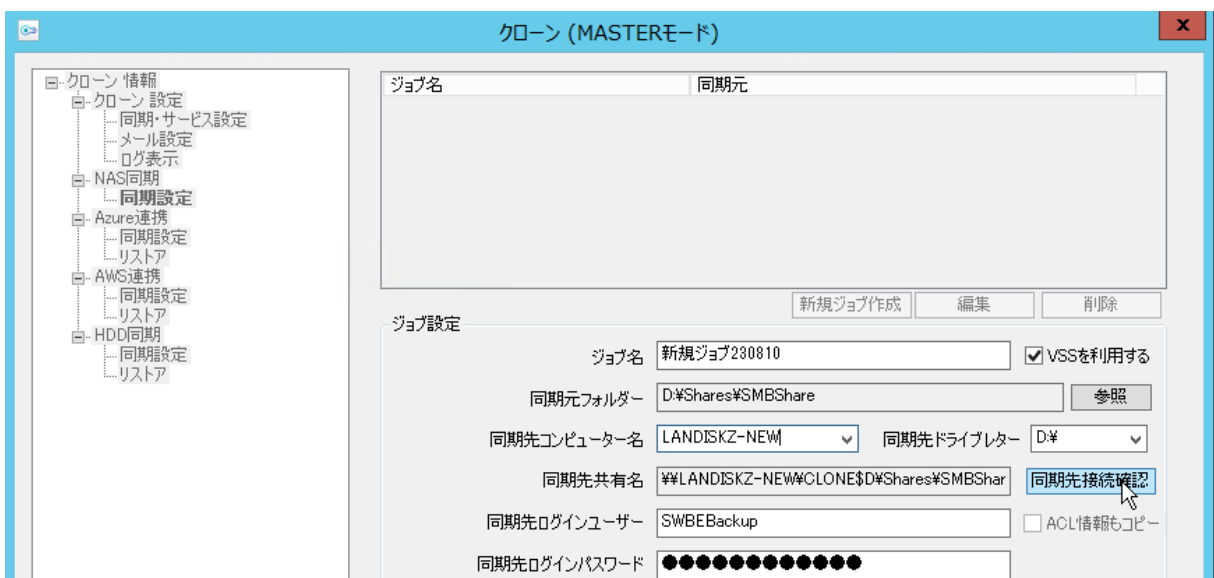 クローン (MASTERモード)
x
クローン 情報
クローン 設定
同期・サービス設定
メール設定
ログ表示
NAS同期
同期設定
Azure連携
同期設定
リストア
AWS連携
同期設定
リストア
HDD同期
同期設定
リストア
ジョブ名 同期元
新規ジョブ作成 編集 削除
ジョブ設定
ジョブ名 新規ジョブ230810 VSSを利用する
同期元フォルダー D:¥Shares¥SMBShare 参照
同期先コンピューター名 LANDISKZ-NEW 同期先ドライブレター D:¥
同期先共有名 ¥¥LANDISKZ-NEW¥CLONE$D¥Shares¥SMBShar 同期先接続確認
同期先ログインユーザー SWBEBackup ACL情報もコピー
同期先ログインパスワード ●●●●●●●●●●●●